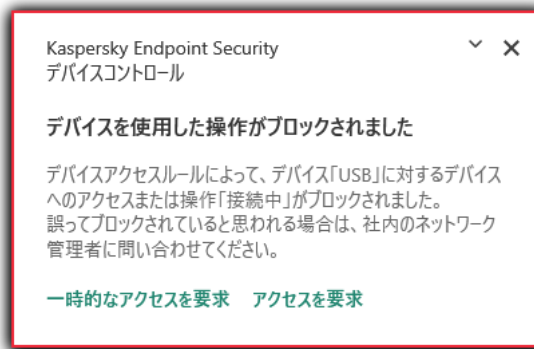 Kaspersky Endpoint Security
デバイスコントロール
デバイスを使用した操作がブロックされました
デバイスアクセスルールによって、デバイス「USB」に対するデバイス
へのアクセスまたは操作「接続中」がブロックされました。
誤ってブロックされていると思われる場合は、社内のネットワーク
管理者に問い合わせてください。
一時的なアクセスを要求 アクセスを要求